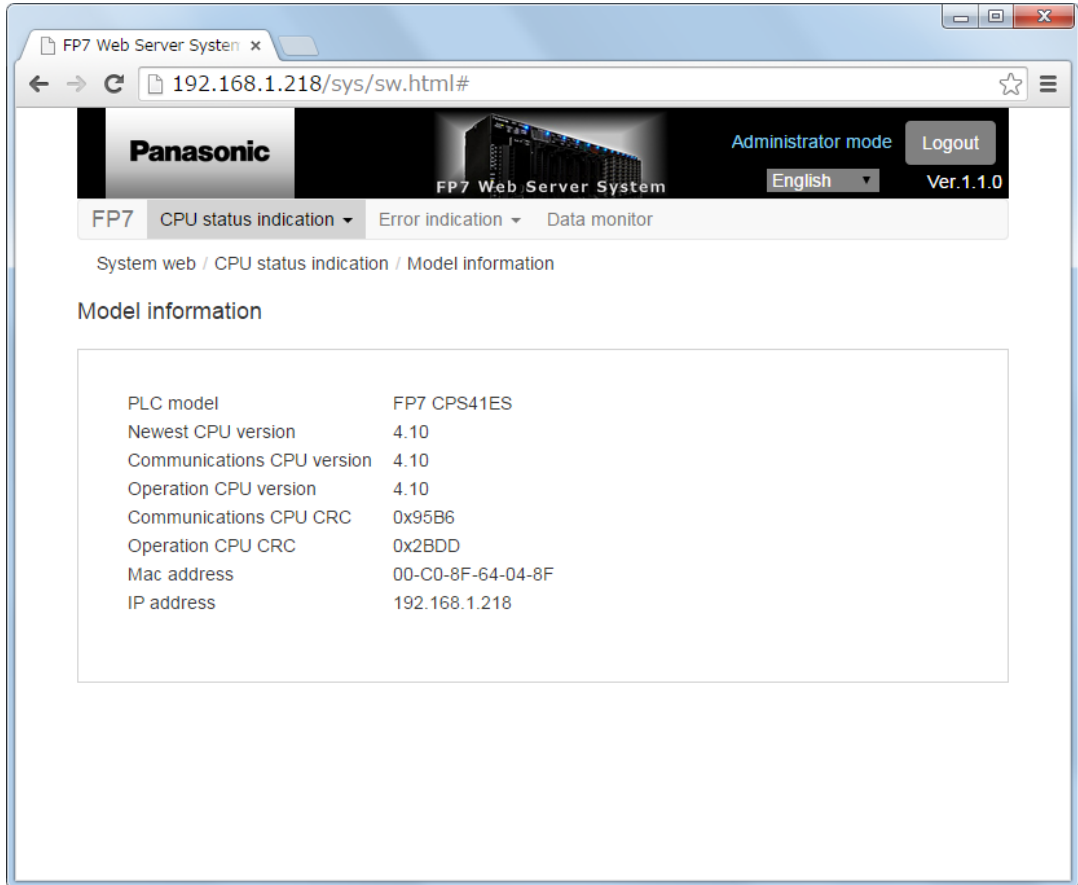 FP7 Web Server System
192.168.1.218/sys/sw.html#
Panasonic
FP7 Web Server System
Administrator mode
Logout
English
Ver.1.1.0
FP7 CPU status indication Error indication Data monitor
System web / CPU status indication / Model information
Model information
PLC model FP7 CPS41ES
Newest CPU version 4.10
Communications CPU version 4.10
Operation CPU version 4.10
Communications CPU CRC 0x95B6
Operation CPU CRC 0x2BDD
Mac address 00-C0-8F-64-04-8F
IP address 192.168.1.218